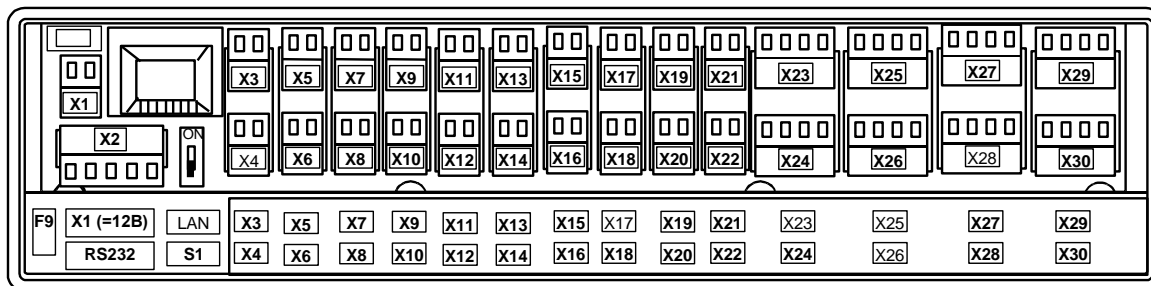 X3 X5 X7 X9 X11 X13 X15 X17 X19 X21 X23 X25 X27 X29
X1
X2 ON
X4 X6 X8 X10 X12 X14 X16 X18 X20 X22 X24 X26 X28 X30
F9 X1 (=12B) LAN X3 X5 X7 X9 X11 X13 X15 X17 X19 X21 X23 X25 X27 X29
RS232 S1 X4 X6 X8 X10 X12 X14 X16 X18 X20 X22 X24 X26 X28 X30